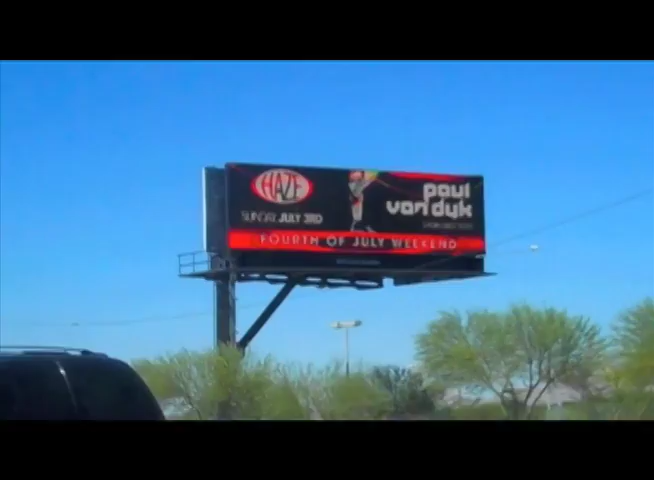 HAZE
paul
van dyk
SUNDAY JULY 3RD
FOURTH OF JULY WEEKEND